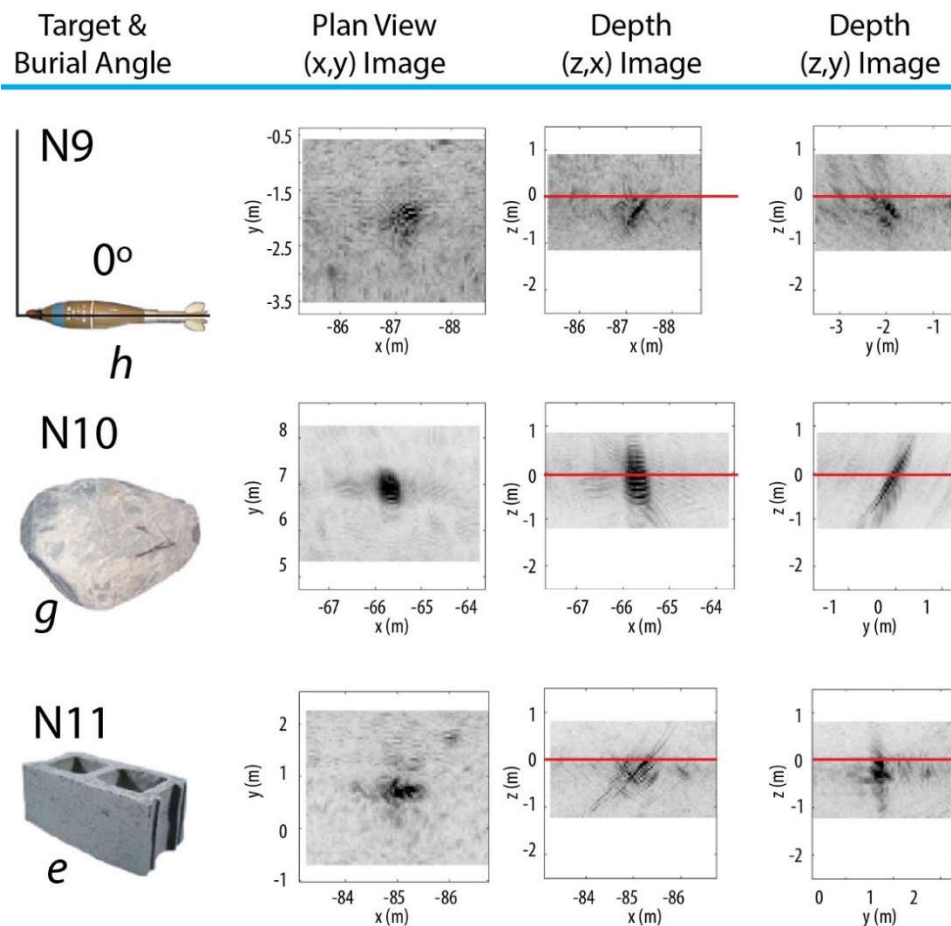 Target &
Burial Angle
Plan View
(x,y) Image
Depth
(z,x) Image
Depth
(z,y) Image
N9
0º
h
y (m)
-0.5
-1.5
-2.5
-3.5
-86 -87 -88
x (m)
z (m)
1
0
-1
-2
-86 -87 -88
x (m)
z (m)
1
0
-1
-2
-3 -2 -1
y (m)
N10
g
y (m)
8
7
6
5
-67 -66 -65 -64
x (m)
z (m)
1
0
-1
-2
-67 -66 -65 -64
x (m)
z (m)
1
0
-1
-2
-1 0 1
y (m)
N11
e
y (m)
2
1
0
-1
-84 -85 -86
x (m)
z (m)
1
0
-1
-2
-84 -85 -86
x (m)
z (m)
1
0
-1
-2
0 1 2
y (m)